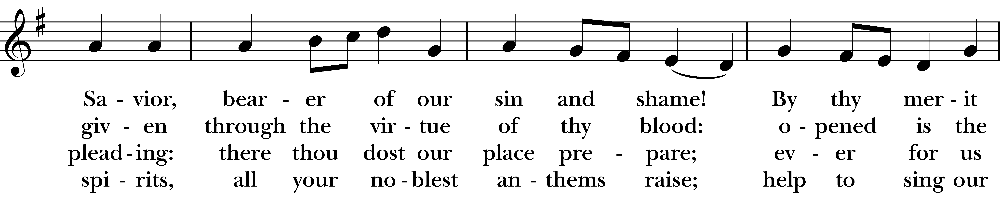 Sa - vior, bear - er of our sin and shame! By thy mer - it
giv - en through the vir - tue of thy blood: o - pened is the
plead - ing: there thou dost our place pre - pare; ev - er for us
spi - rits, all your no - blest an - thems raise; help to sing our